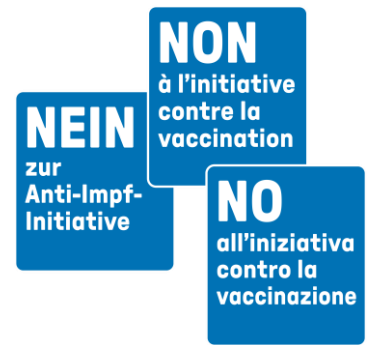 NON
à l'initiative
contre la
vaccination
NEIN
zur
Anti-Impf-
Initiative
NO
all'iniziativa
contro la
vaccinazione